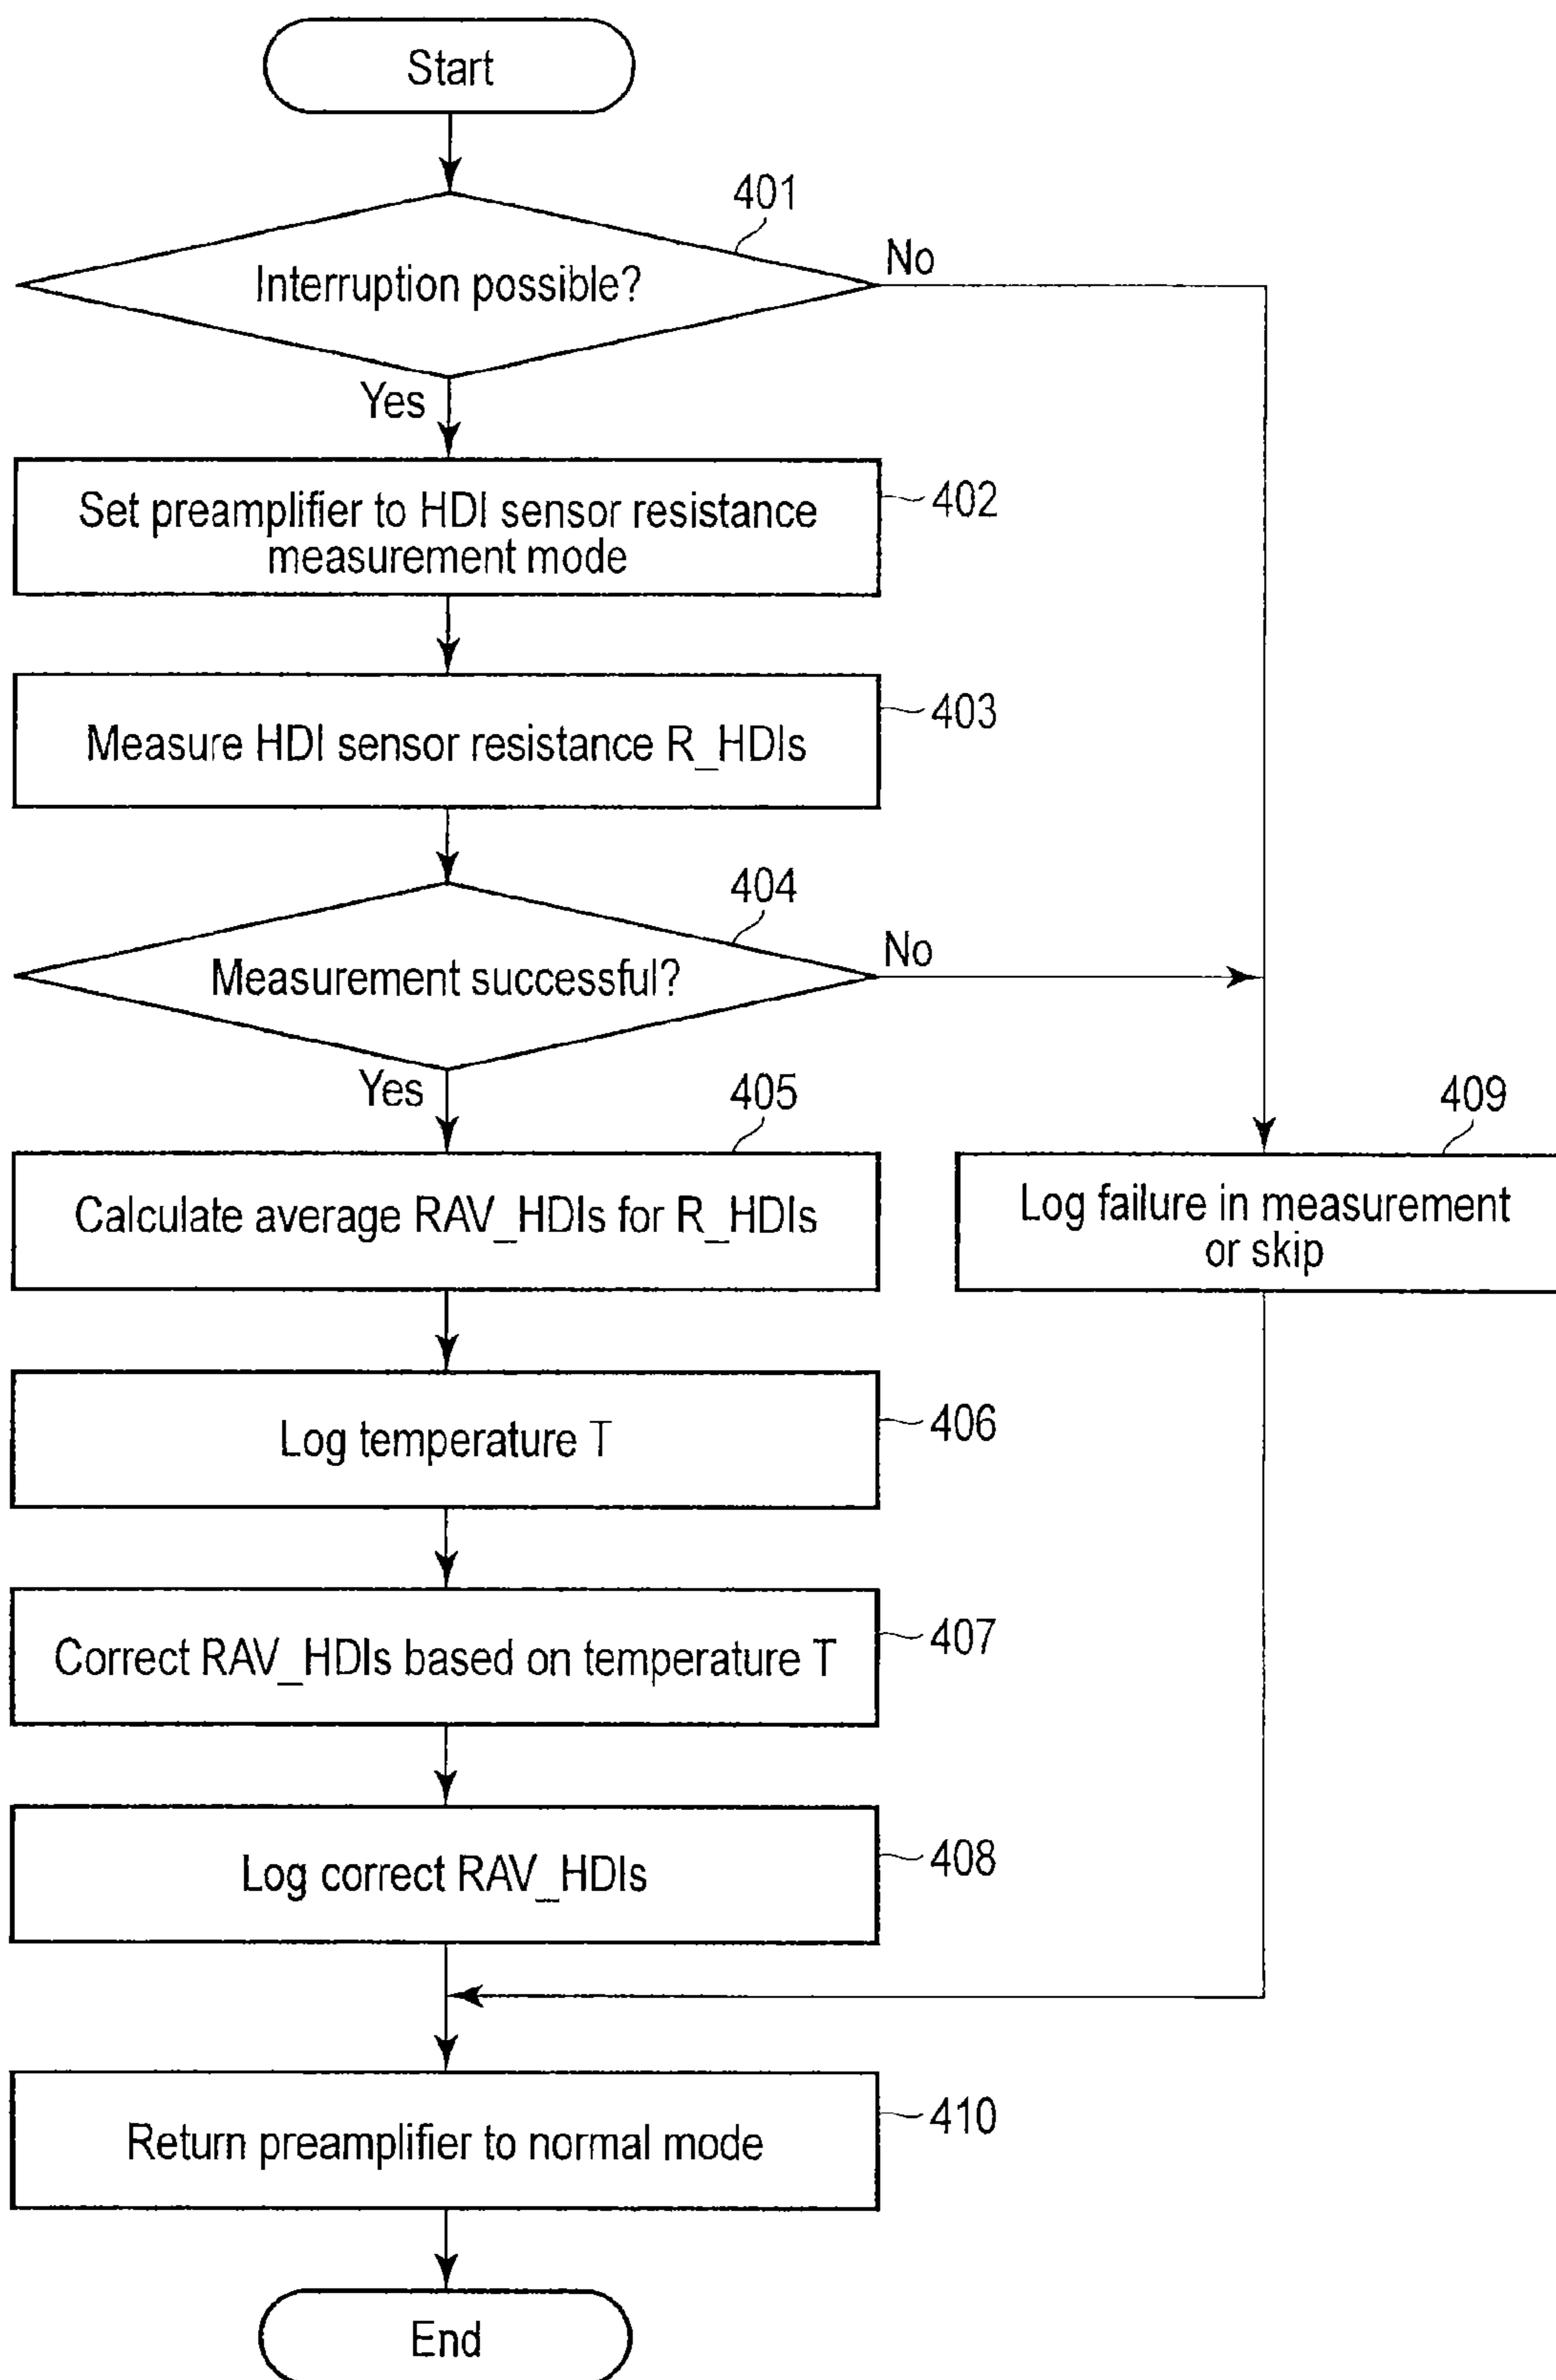 Start
401
Interruption possible?
No
Yes
Set preamplifier to HDI sensor resistance
measurement mode
402
Measure HDI sensor resistance R_HDIs
403
404
Measurement successful?
No
Yes
405
Calculate average RAV_HDIs for R_HDIs
409
Log failure in measurement
or skip
Log temperature T
406
Correct RAV_HDIs based on temperature T
407
Log correct RAV_HDIs
408
Return preamplifier to normal mode
410
End